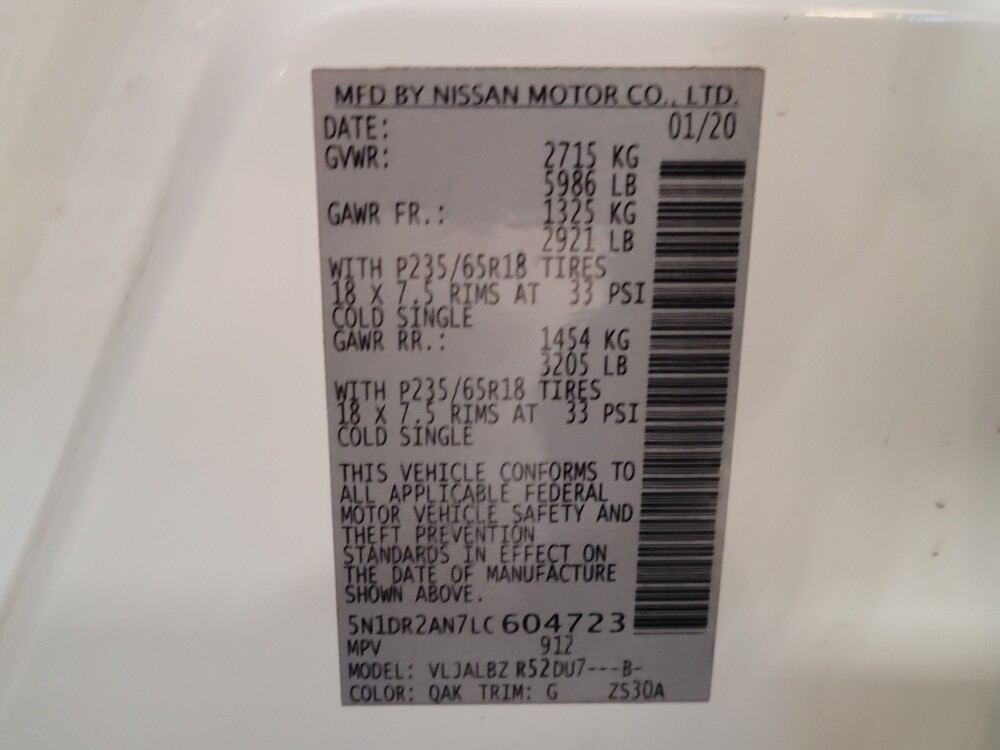 MFD BY NISSAN MOTOR CO., LTD.
DATE: 01/20
GVWR: 2715 KG
5986 LB
GAWR FR.: 1325 KG
2921 LB
WITH P235/65R18 TIRES
18 X 7.5 RIMS AT 33 PSI
COLD SINGLE
GAWR RR.: 1454 KG
3205 LB
WITH P235/65R18 TIRES
18 X 7.5 RIMS AT 33 PSI
COLD SINGLE
THIS VEHICLE CONFORMS TO
ALL APPLICABLE FEDERAL
MOTOR VEHICLE SAFETY AND
THEFT PREVENTION
STANDARDS IN EFFECT ON
THE DATE OF MANUFACTURE
SHOWN ABOVE.
5N1DR2AN7LC604723
MPV 912
MODEL: VLJALBZ R52DU7---B-
COLOR: QAK TRIM: G ZS30A